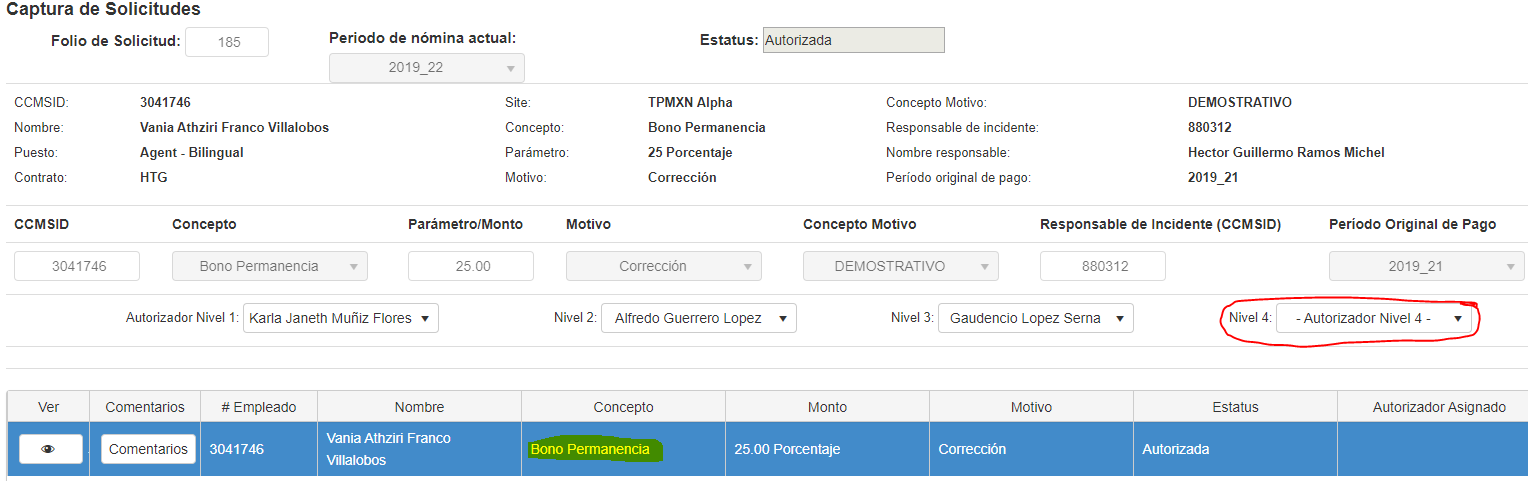 Captura de Solicitudes
Folio de Solicitud: 185 Periodo de nómina actual: Estatus: Autorizada
2019_22
CCMSID: 3041746 Site: TPMXN Alpha Concepto Motivo: DEMOSTRATIVO
Nombre: Vania Athziri Franco Villalobos Concepto: Bono Permanencia Responsable de incidente: 880312
Puesto: Agent - Bilingual Parámetro: 25 Porcentaje Nombre responsable: Hector Guillermo Ramos Michel
Contrato: HTG Motivo: Corrección Período original de pago: 2019_21
CCMSID Concepto Parámetro/Monto Motivo Concepto Motivo Responsable de Incidente (CCMSID) Período Original de Pago
3041746 Bono Permanencia 25.00 Corrección DEMOSTRATIVO 880312 2019_21
Autorizador Nivel 1: Karla Janeth Muñiz Flores Nivel 2: Alfredo Guerrero Lopez Nivel 3: Gaudencio Lopez Serna Nivel 4: - Autorizador Nivel 4 -
Ver Comentarios # Empleado Nombre Concepto Monto Motivo Estatus Autorizador Asignado
Comentarios 3041746 Vania Athziri Franco Bono Permanencia 25.00 Porcentaje Corrección Autorizada
Villalobos